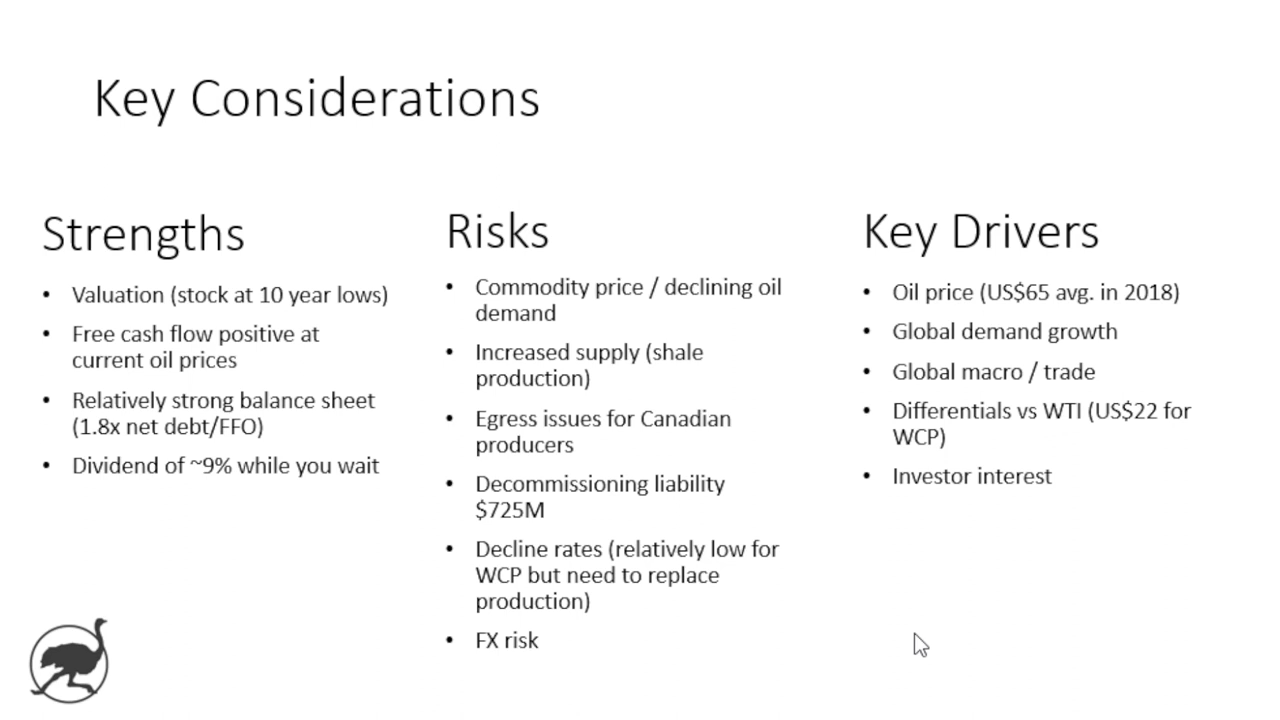 Key Considerations
Strengths
• Valuation (stock at 10 year lows)
• Free cash flow positive at
current oil prices
• Relatively strong balance sheet
(1.8x net debt/FFO)
• Dividend of ~9% while you wait
Risks
• Commodity price / declining oil
demand
• Increased supply (shale
production)
• Egress issues for Canadian
producers
• Decommissioning liability
$725M
• Decline rates (relatively low for
WCP but need to replace
production)
• FX risk
Key Drivers
• Oil price (US$65 avg. in 2018)
• Global demand growth
• Global macro / trade
• Differentials vs WTI (US$22 for
WCP)
• Investor interest